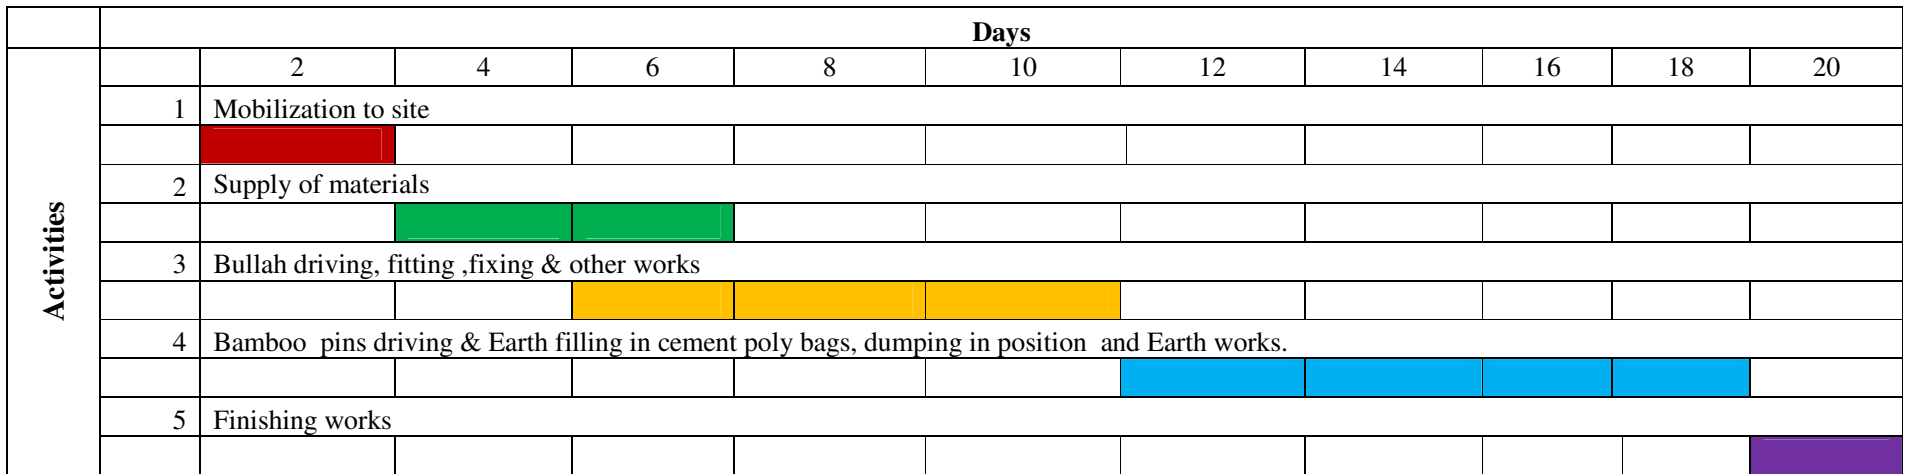 Days
2 4 6 8 10 12 14 16 18 20
Activities
1 Mobilization to site
2 Supply of materials
3 Bullah driving, fitting ,fixing & other works
4 Bamboo  pins driving & Earth filling in cement poly bags, dumping in position  and Earth works.
5 Finishing works